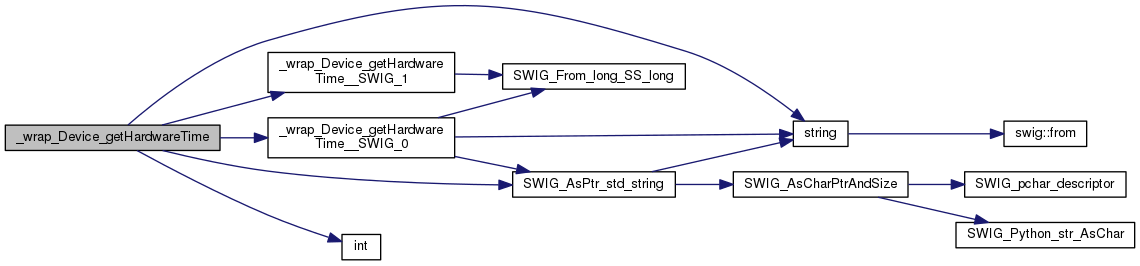 _wrap_Device_getHardwareTime
_wrap_Device_getHardware
Time__SWIG_1
_wrap_Device_getHardware
Time__SWIG_0
SWIG_From_long_SS_long
SWIG_AsPtr_std_string
int
string
SWIG_AsCharPtrAndSize
swig::from
SWIG_pchar_descriptor
SWIG_Python_str_AsChar